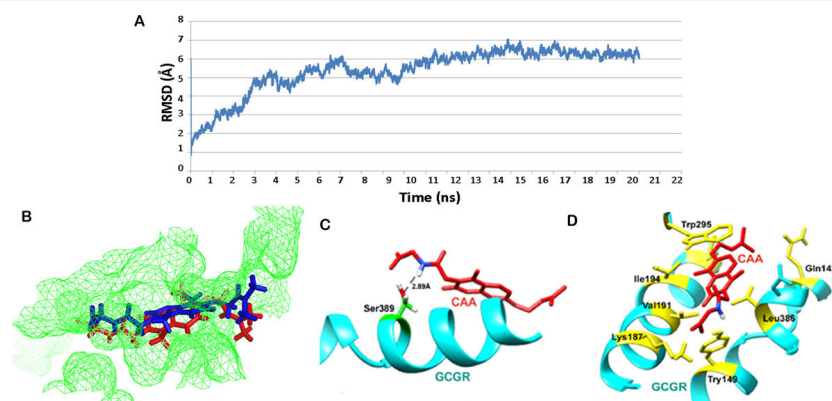 A
RMSD (Å)
8
7
6
5
4
3
2
1
0
0 1 2 3 4 5 6 7 8 9 10 11 12 13 14 15 16 17 18 19 20 21 22
Time (ns)
B
C
2.89A
CAA
Ser389
GCGR
D
Trp295
CAA
Gln14
Ile194
Val191
Leu386
Lys187
Try149
GCGR